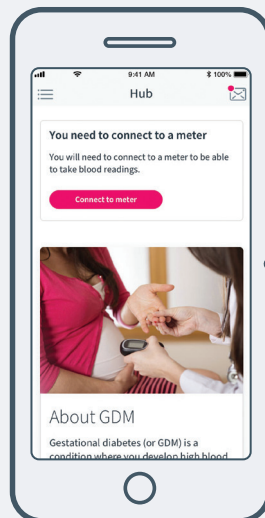 9:41 AM
100%
Hub
You need to connect to a meter
You will need to connect to a meter to be able
to take blood readings.
Connect to meter
About GDM
Gestational diabetes (or GDM) is a
condition where you develop high blood